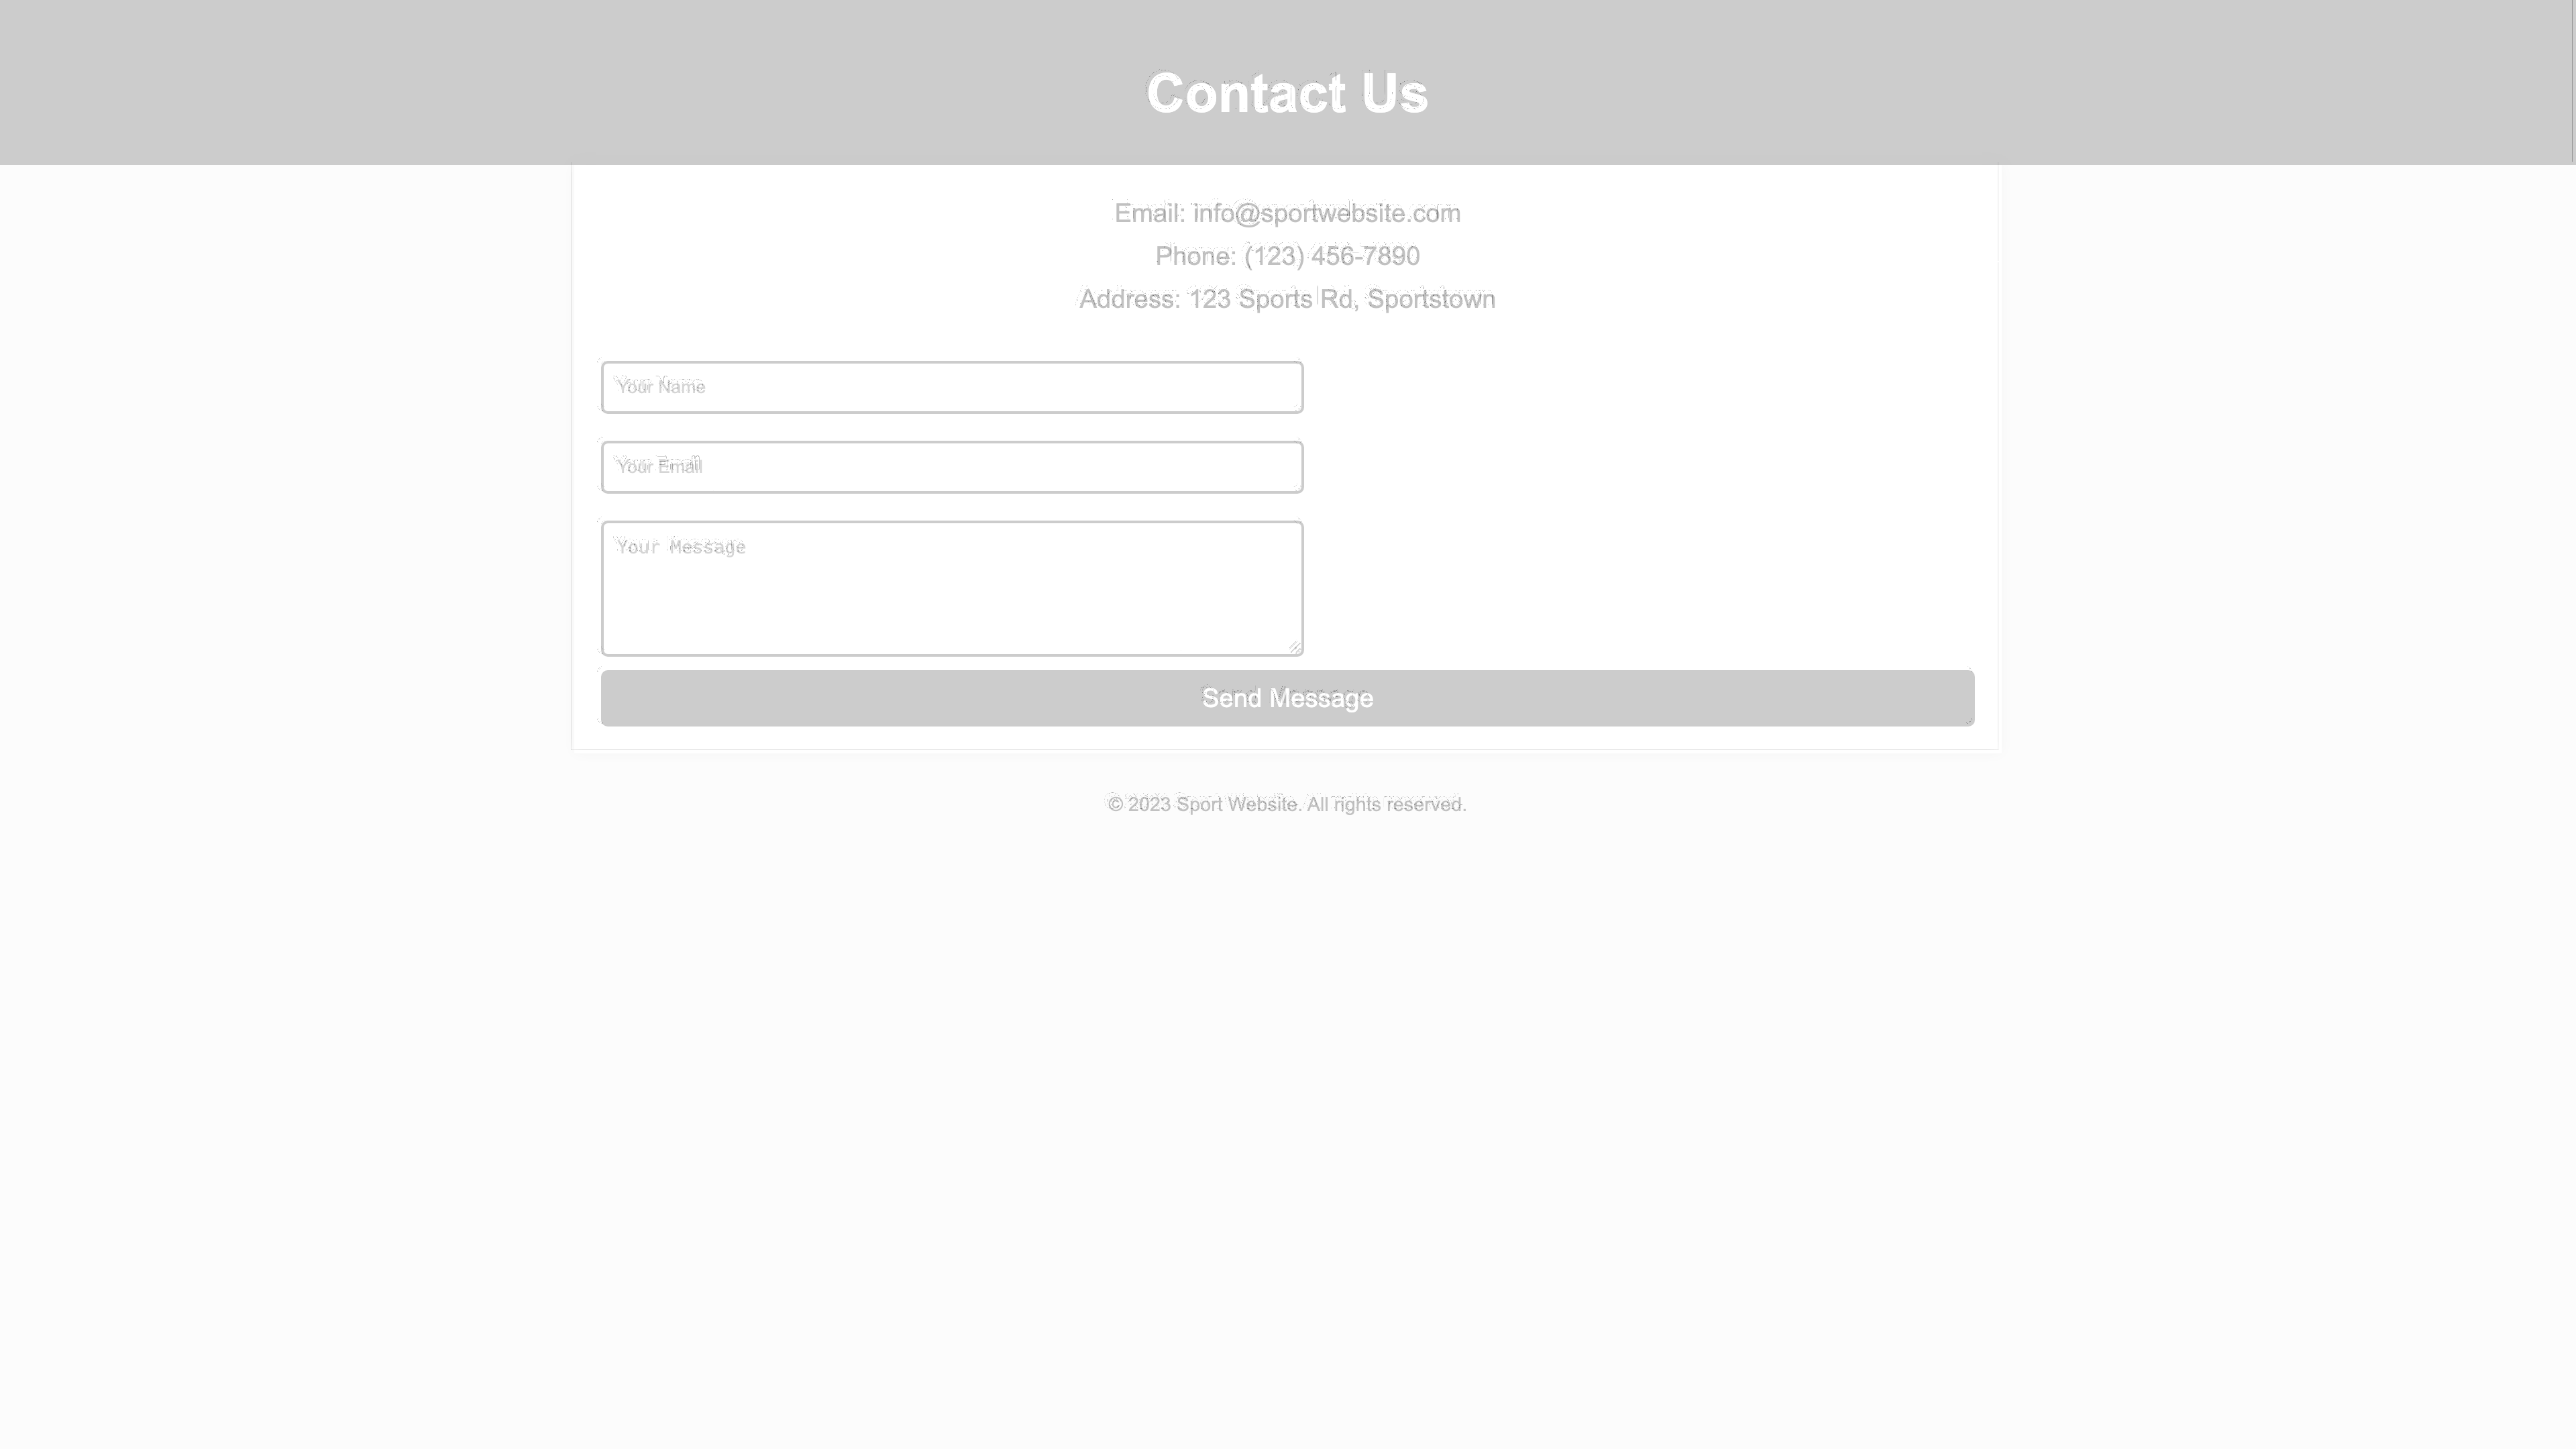 Contact Us
Email: info@sportwebsite.com
Phone: (123) 456-7890
Address: 123 Sports Rd, Sportstown
Your Name
Your Email
Your Message
Send Message
© 2023 Sport Website. All rights reserved.